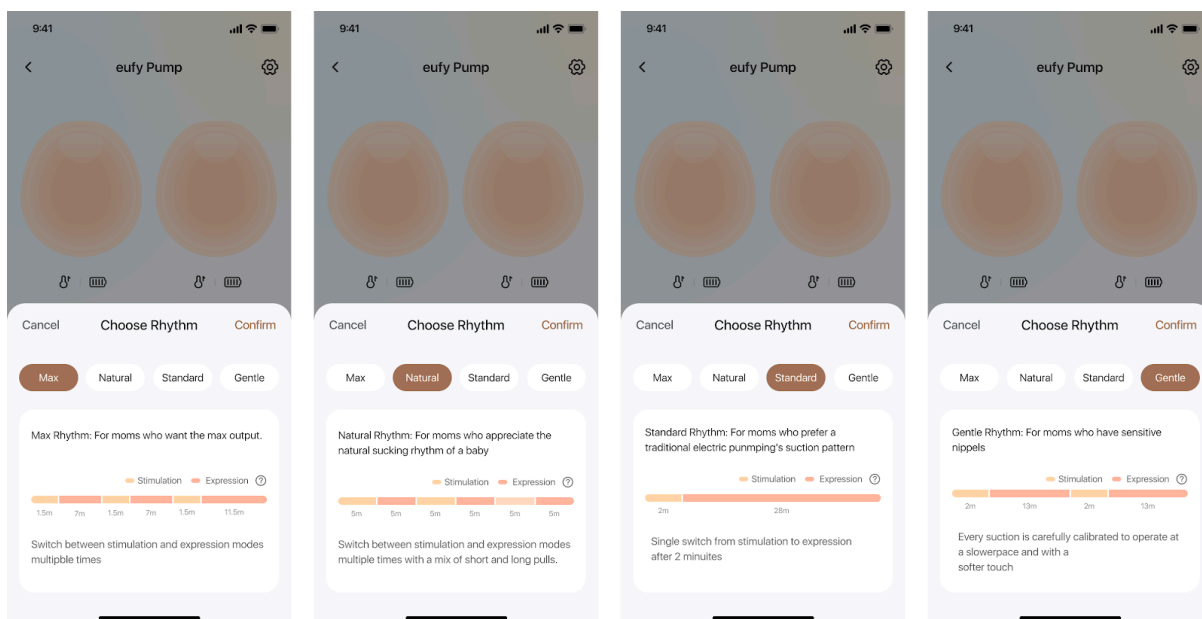 9:41
eufy Pump
Cancel Choose Rhythm Confirm
Max Natural Standard Gentle
Max Rhythm: For moms who want the max output.
Stimulation Expression ?
1.5m 7m 1.5m 7m 1.5m 11.5m
Switch between stimulation and expression modes
multipble times
9:41
eufy Pump
Cancel Choose Rhythm Confirm
Max Natural Standard Gentle
Natural Rhythm: For moms who appreciate the
natural sucking rhythm of a baby
Stimulation Expression ?
5m 5m 5m 5m 5m 5m
Switch between stimulation and expression modes
multiple times with a mix of short and long pulls.
9:41
eufy Pump
Cancel Choose Rhythm Confirm
Max Natural Standard Gentle
Standard Rhythm: For moms who prefer a
traditional electric punmping's suction pattern
Stimulation Expression ?
2m 28m
Single switch from stimulation to expression
after 2 minuites
9:41
eufy Pump
Cancel Choose Rhythm Confirm
Max Natural Standard Gentle
Gentle Rhythm: For moms who have sensitive
nippels
Stimulation Expression ?
2m 13m 2m 13m
Every suction is carefully calibrated to operate at
a slowerpace and with a
softer touch